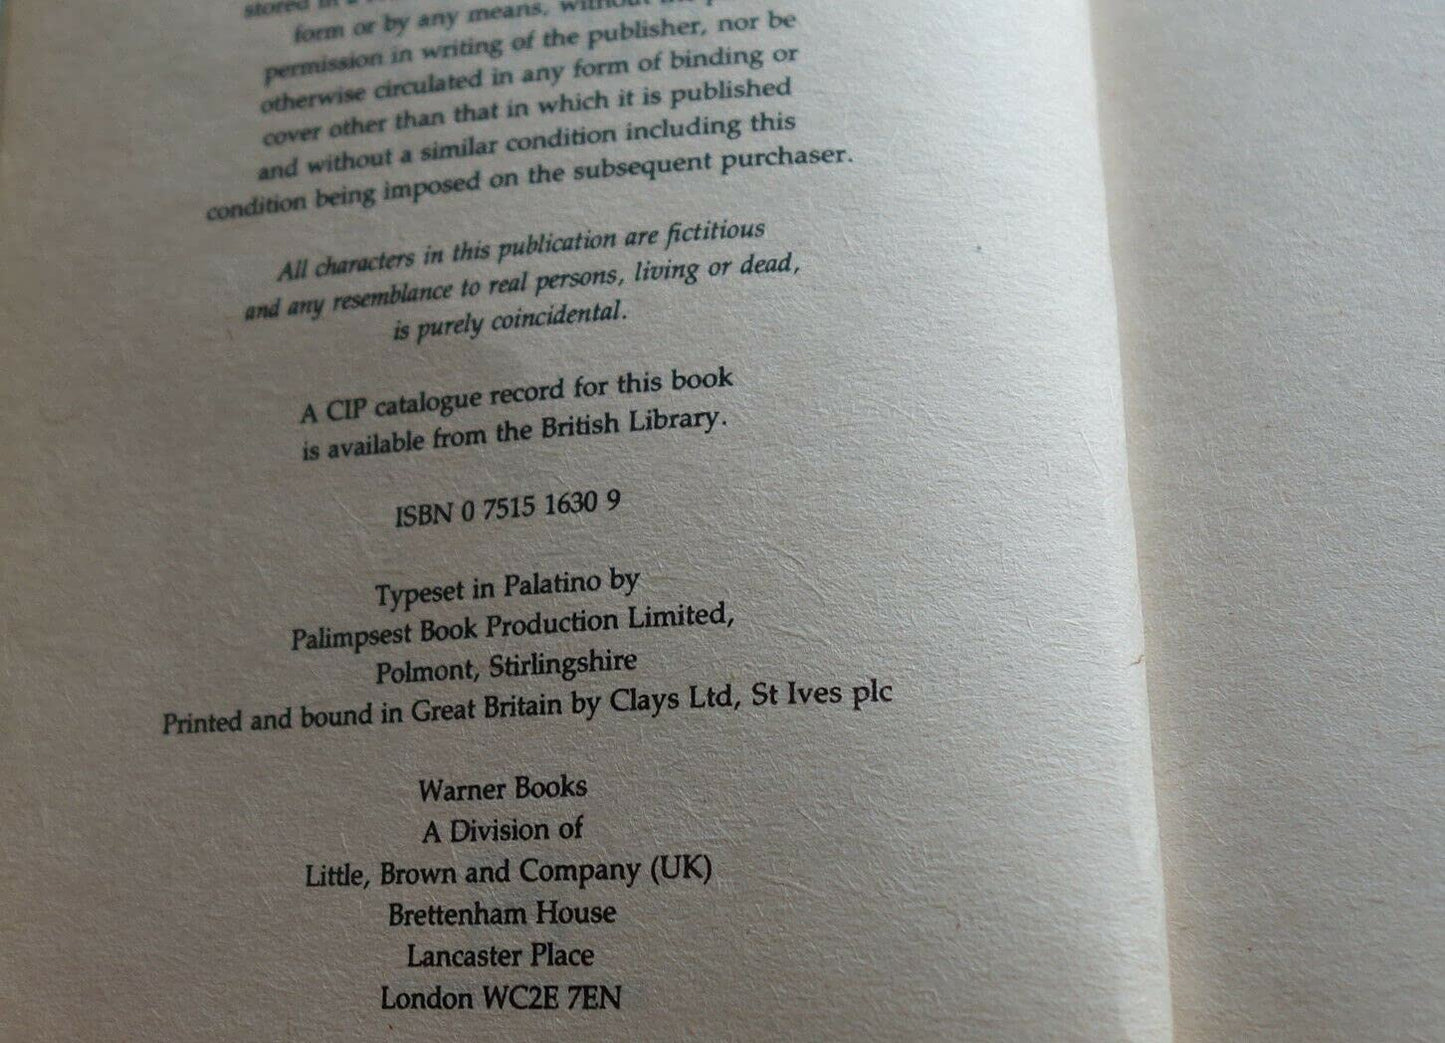 stored in a
form or by any means, without the
permission in writing of the publisher, nor be
otherwise circulated in any form of binding or
cover other than that in which it is published
and without a similar condition including this
condition being imposed on the subsequent purchaser.
All characters in this publication are fictitious
and any resemblance to real persons, living or dead,
is purely coincidental.
A CIP catalogue record for this book
is available from the British Library.
ISBN 0 7515 1630 9
Typeset in Palatino by
Palimpsest Book Production Limited,
Polmont, Stirlingshire
Printed and bound in Great Britain by Clays Ltd, St Ives plc
Warner Books
A Division of
Little, Brown and Company (UK)
Brettenham House
Lancaster Place
London WC2E 7EN